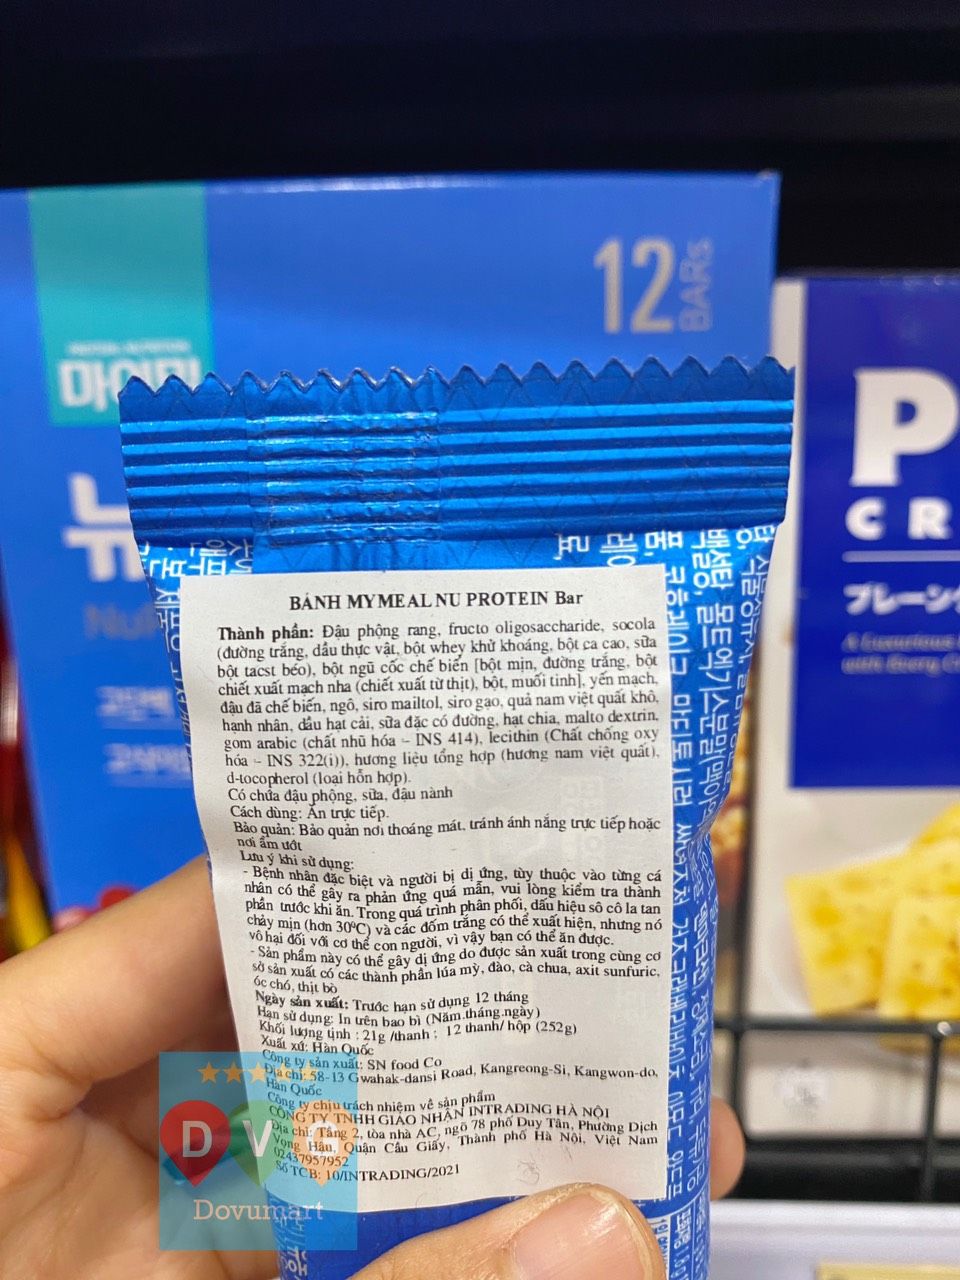 12
BARs
마이밀
뉴
P
CR
プレーンク
BÁNH MYMEAL NU PROTEIN Bar
Thành phần: Đậu phộng rang, fructo oligosaccharide, socola
(đường trắng, dầu thực vật, bột whey khử khoáng, bột ca cao, sữa
bột tacst béo), bột ngũ cốc chế biến [bột mịn, đường trắng, bột
chiết xuất mạch nha (chiết xuất từ thịt), bột, muối tinh], yến mạch,
đậu đã chế biến, ngô, siro mailtol, siro gạo, quả nam việt quất khô,
hạnh nhân, dầu hạt cải, sữa đặc có đường, hạt chia, malto dextrin,
gom arabic (chất nhũ hóa – INS 414), lecithin (Chất chống oxy
hóa – INS 322(i)), hương liệu tổng hợp (hương nam việt quất),
d-tocopherol (loại hỗn hợp).
Có chứa đậu phộng, sữa, đậu nành
Cách dùng: Ăn trực tiếp.
Bảo quản: Bảo quản nơi thoáng mát, tránh ánh nắng trực tiếp hoặc
nơi ẩm ướt
Lưu ý khi sử dụng:
- Bệnh nhân đặc biệt và người bị dị ứng, tùy thuộc vào từng cá
nhân có thể gây ra phản ứng quá mẫn, vui lòng kiểm tra thành
phần trước khi ăn. Trong quá trình phân phối, dấu hiệu sô cô la tan
chảy mịn (hơn 30°C) và các đốm trắng có thể xuất hiện, nhưng nó
vô hại đối với cơ thể con người, vì vậy bạn có thể ăn được.
- Sản phẩm này có thể gây dị ứng do được sản xuất trong cùng cơ
sở sản xuất có các thành phần lúa mỳ, đào, cà chua, axit sunfuric,
óc chó, thịt bò
Ngày sản xuất: Trước hạn sử dụng 12 tháng
Hạn sử dụng: In trên bao bì (Năm.tháng.ngày)
Khối lượng tịnh : 21g /thanh ; 12 thanh/ hộp (252g)
Xuất xứ: Hàn Quốc
Công ty sản xuất: SN food Co
Địa chỉ: 58-13 Gwahak-dansi Road, Kangreong-Si, Kangwon-do,
Hàn Quốc
Công ty chịu trách nhiệm về sản phẩm
CÔNG TY TNHH GIAO NHẬN INTRADING HÀ NỘI
Địa chỉ: Tầng 2, tòa nhà AC, ngõ 78 phố Duy Tân, Phường Dịch
Vọng Hậu, Quận Cầu Giấy, Thành phố Hà Nội, Việt Nam
02437957952
Số TCB: 10/INTRADING/2021
DVG
Dovumart